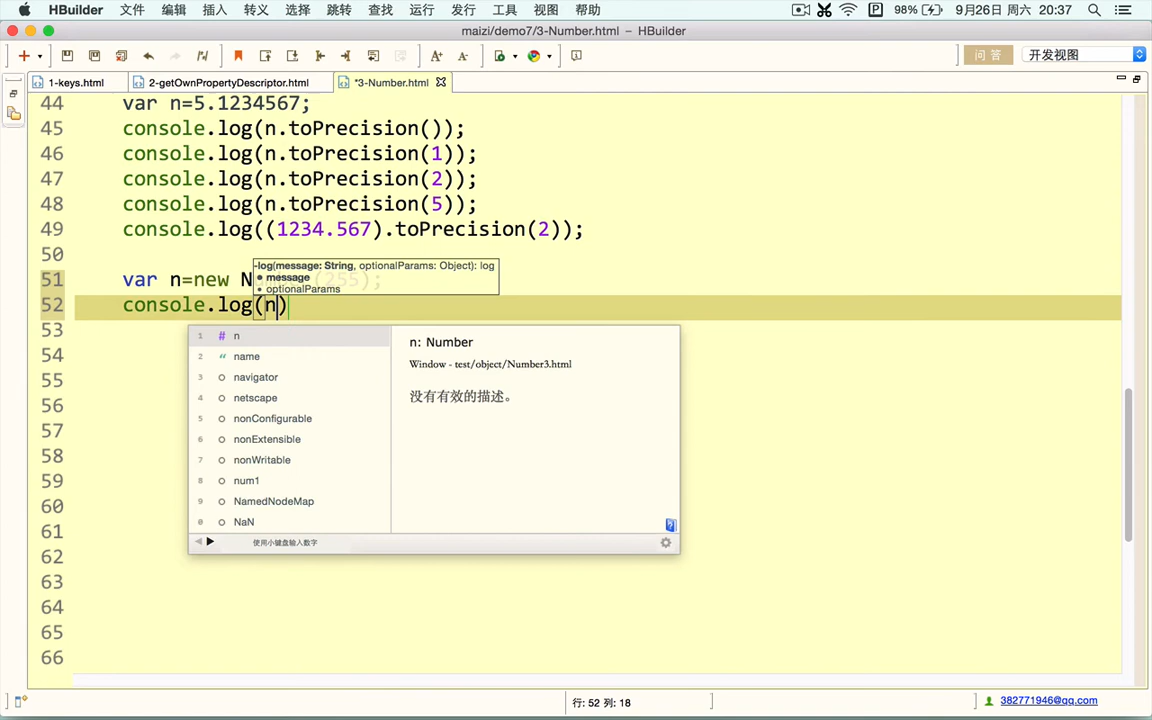 HBuilder 文件 编辑 插入 转义 选择 跳转 查找 运行 发行 工具 视图 帮助 98% 9月26日 周六 20:37
maizi/demo7/3-Number.html – HBuilder
问 答 开发视图
1-keys.html 2-getOwnPropertyDescriptor.html *3-Number.html
44 var n=5.1234567;
45 console.log(n.toPrecision());
46 console.log(n.toPrecision(1));
47 console.log(n.toPrecision(2));
48 console.log(n.toPrecision(5));
49 console.log((1234.567).toPrecision(2));
50
-log(message: String, optionalParams: Object): log
• message
• optionalParams
51 var n=new N (255);
52 console.log(n)
53
54
55
56
57
58
59
60
61
62
63
64
65
66
1 # n
2 name
3 navigator
4 netscape
5 nonConfigurable
6 nonExtensible
7 nonWritable
8 num1
9 NamedNodeMap
0 NaN
使用小键盘输入数字
n: Number
Window - test/object/Number3.html
没有有效的描述。
行: 52 列: 18
382771946@qq.com